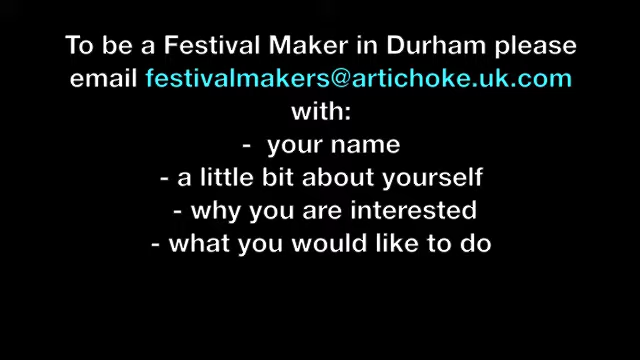 To be a Festival Maker in Durham please
email festivalmakers@artichoke.uk.com
with:
- your name
- a little bit about yourself
- why you are interested
- what you would like to do